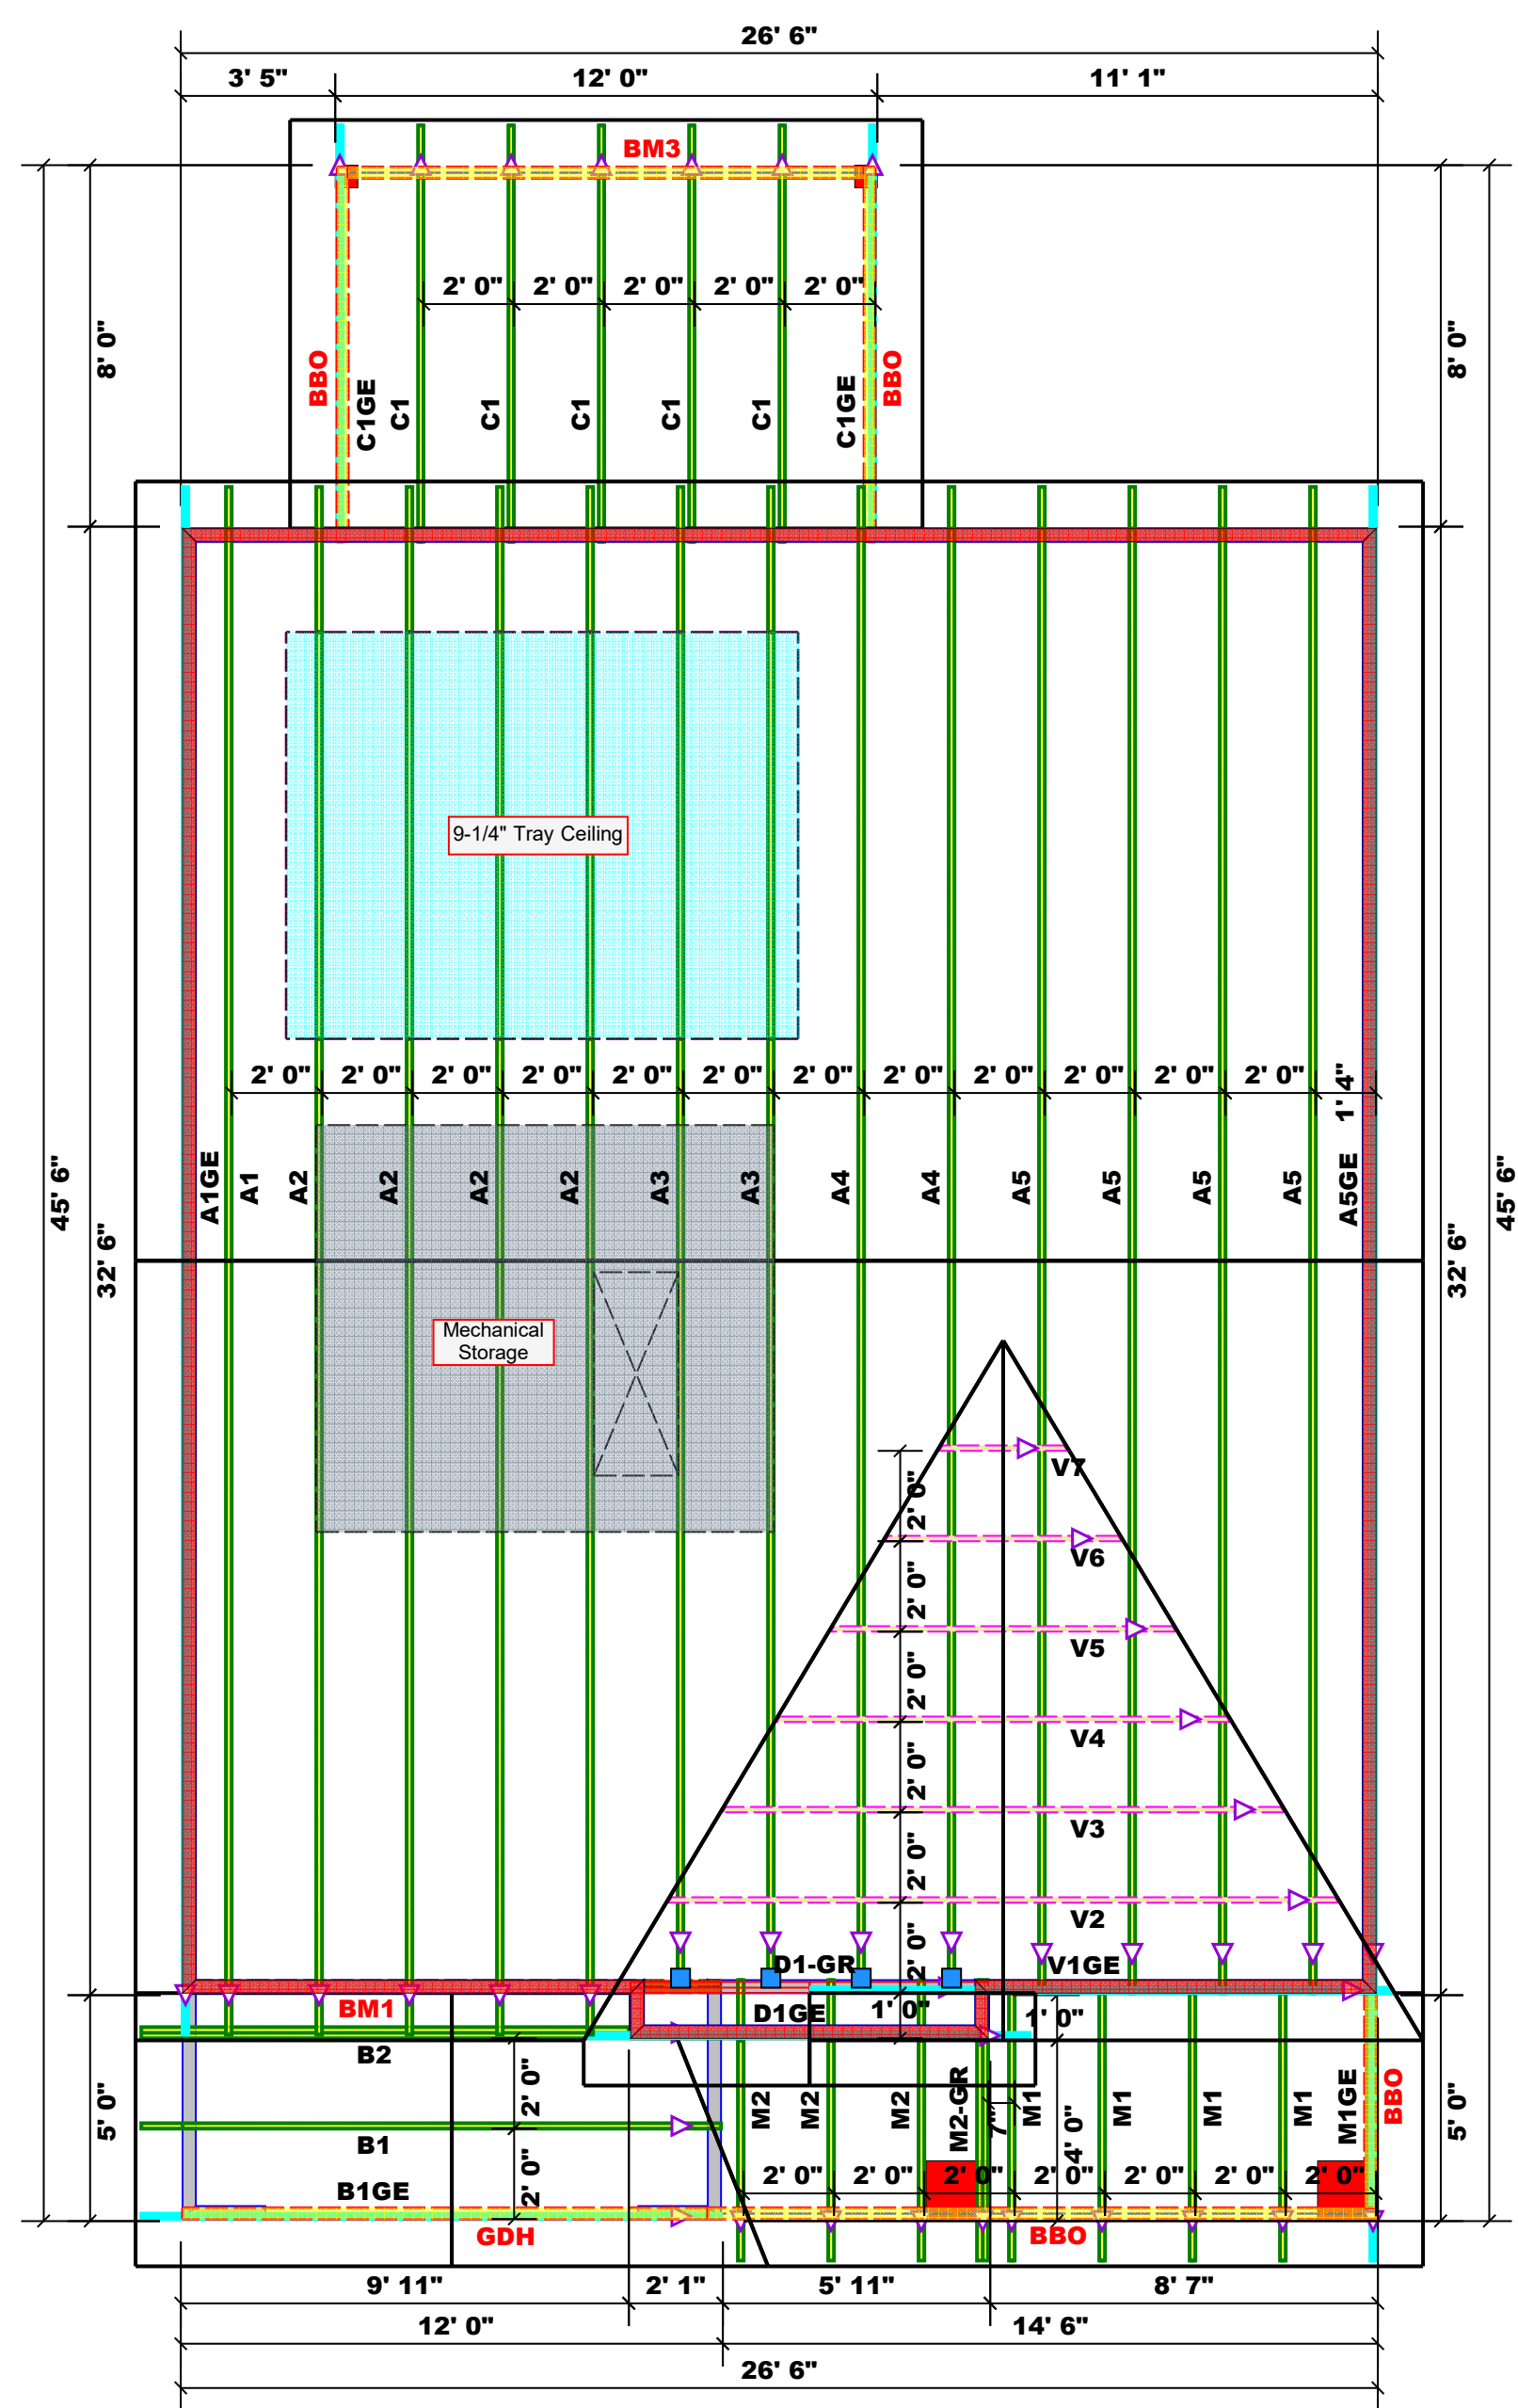 26' 6"
3' 5" 12' 0" 11' 1"
BM3
2' 0" 2' 0" 2' 0" 2' 0" 2' 0"
8' 0" 8' 0"
BBO C1GE C1 C1 C1 C1 C1 C1GE BBO
9-1/4" Tray Ceiling
2' 0" 2' 0" 2' 0" 2' 0" 2' 0" 2' 0" 2' 0" 2' 0" 2' 0" 2' 0" 2' 0" 2' 0" 1' 4"
A1GE A1 A2 A2 A2 A2 A3 A3 A4 A4 A5 A5 A5 A5 A5GE
45' 6" 32' 6" 32' 6" 45' 6"
Mechanical
Storage
V7
2' 0"
V6
2' 0"
V5
2' 0"
V4
2' 0"
V3
2' 0"
V2
2' 0"
D1-GR V1GE
BM1 D1GE 1' 0" 1' 0"
B2
5' 0" 2' 0" M2 M2 M2 M2-GR 7" M1 4' 0" M1 M1 M1 M1GE BBO 5' 0"
B1
2' 0" 2' 0" 2' 0" 2' 0" 2' 0" 2' 0" 2' 0" 2' 0"
B1GE
GDH BBO
9' 11" 2' 1" 5' 11" 8' 7"
12' 0" 14' 6"
26' 6"